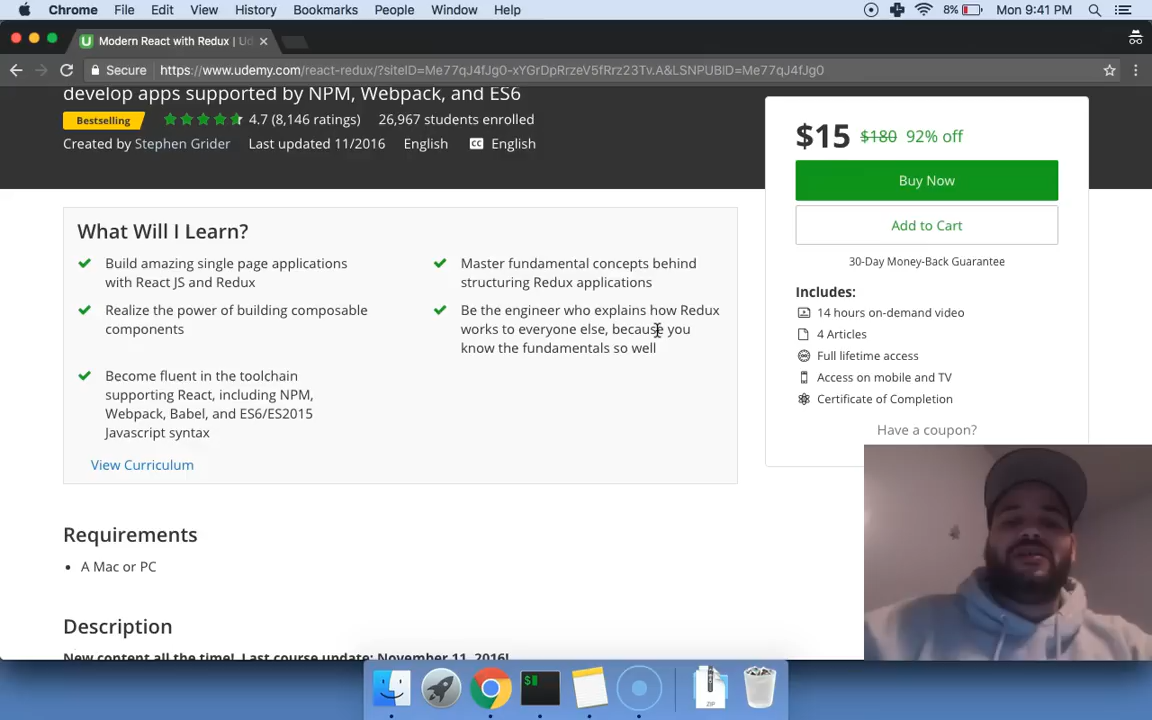 Chrome File Edit View History Bookmarks People Window Help 8% Mon 9:41 PM
Modern React with Redux | Ud
Secure https://www.udemy.com/react-redux/?siteID=Me77qJ4fJg0-xYGrDpRrzeV5fRrz23Tv.A&LSNPUBID=Me77qJ4fJg0
develop apps supported by NPM, Webpack, and ES6
Bestselling 4.7 (8,146 ratings) 26,967 students enrolled
Created by Stephen Grider Last updated 11/2016 English CC English
What Will I Learn?
Build amazing single page applications
with React JS and Redux
Realize the power of building composable
components
Become fluent in the toolchain
supporting React, including NPM,
Webpack, Babel, and ES6/ES2015
Javascript syntax
Master fundamental concepts behind
structuring Redux applications
Be the engineer who explains how Redux
works to everyone else, because you
know the fundamentals so well
View Curriculum
Requirements
A Mac or PC
Description
New content all the time! Last course update: November 11, 2016!
$15 $180 92% off
Buy Now
Add to Cart
30-Day Money-Back Guarantee
Includes:
14 hours on-demand video
4 Articles
Full lifetime access
Access on mobile and TV
Certificate of Completion
Have a coupon?
$
ZIP